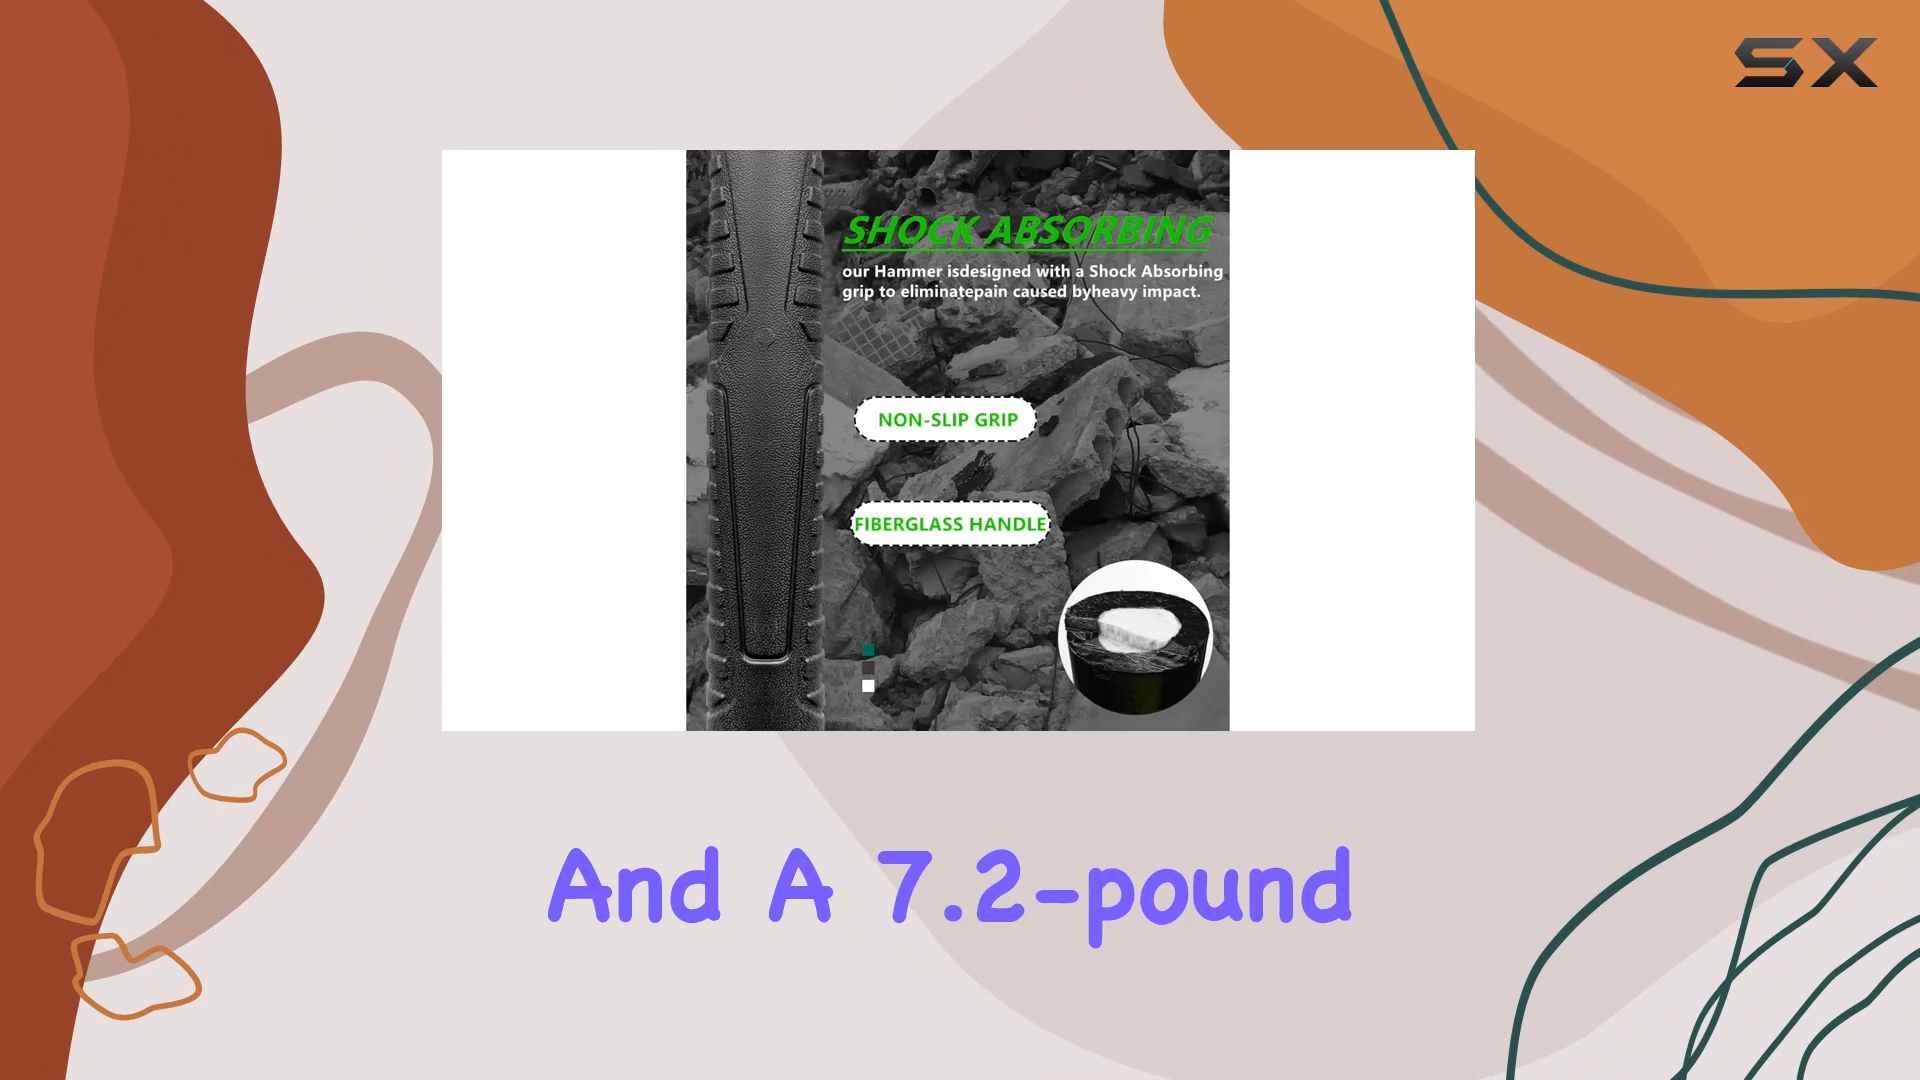 SX
SHOCK ABSORBING
our Hammer isdesigned with a Shock Absorbing
grip to eliminatepain caused byheavy impact.
NON-SLIP GRIP
FIBERGLASS HANDLE
And A 7.2-pound